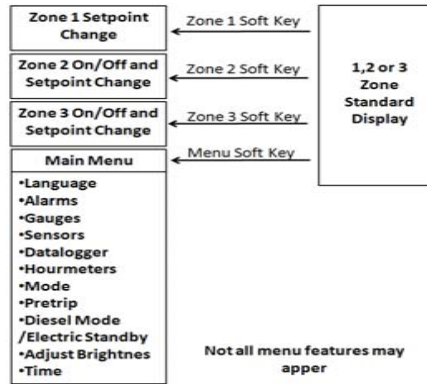 Zone 1 Setpoint
Change
Zone 1 Soft Key
Zone 2 On/Off and
Setpoint Change
Zone 2 Soft Key
Zone 3 On/Off and
Setpoint Change
Zone 3 Soft Key
1,2 or 3
Zone
Standard
Display
Main Menu
Menu Soft Key
•Language
•Alarms
•Gauges
•Sensors
•Datalogger
•Hourmeters
•Mode
•Pretrip
•Diesel Mode
/Electric Standby
•Adjust Brightnes
•Time
Not all menu features may
apper